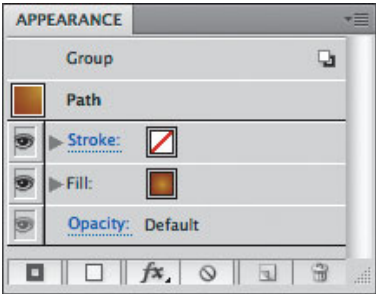 APPEARANCE
Group
Path
Stroke:
Fill:
Opacity: Default
fx.